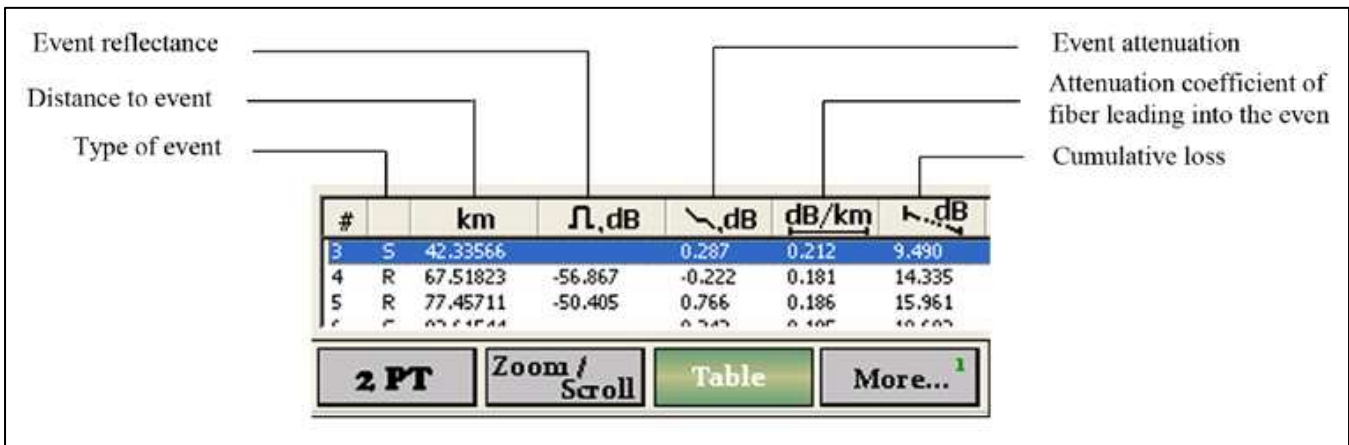 Event reflectance
Distance to event
Type of event
Event attenuation
Attenuation coefficient of
fiber leading into the even
Cumulative loss
# km ,dB ,dB dB/km dB
3 S 42.33566 0.287 0.212 9.490
4 R 67.51823 -56.867 -0.222 0.181 14.335
5 R 77.45711 -50.405 0.766 0.186 15.961
2 PT
Zoom /
Scroll
Table
More... 1